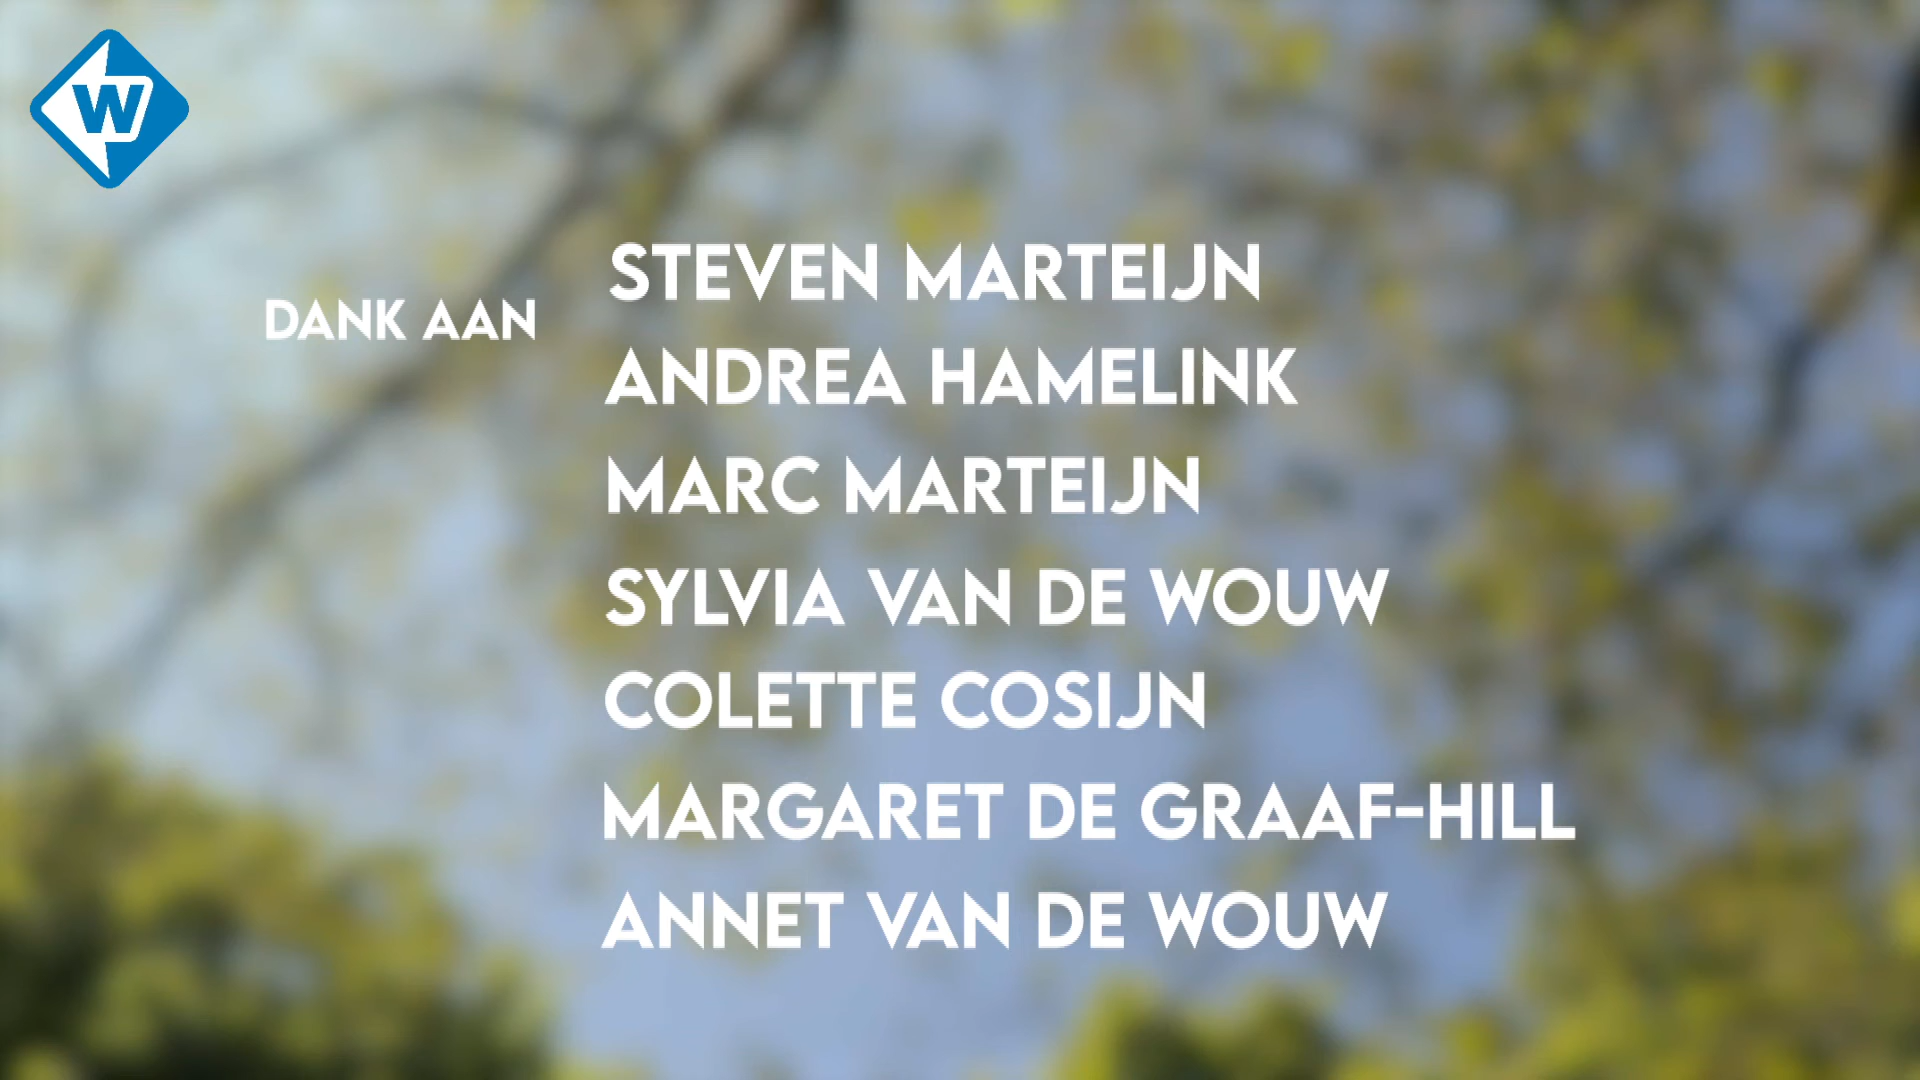 W
DANK AAN
STEVEN MARTEIJN
ANDREA HAMELINK
MARC MARTEIJN
SYLVIA VAN DE WOUW
COLETTE COSIJN
MARGARET DE GRAAF-HILL
ANNET VAN DE WOUW